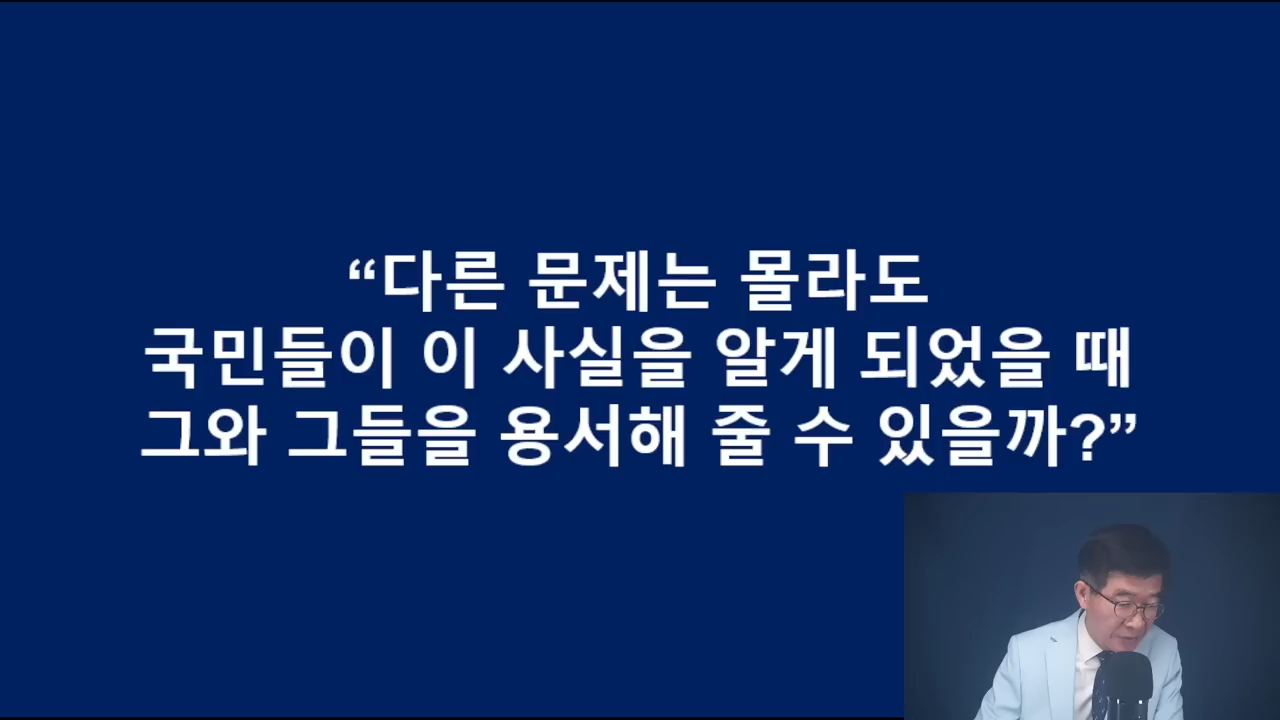 “다른 문제는 몰라도
국민들이 이 사실을 알게 되었을 때
그와 그들을 용서해 줄 수 있을까?”